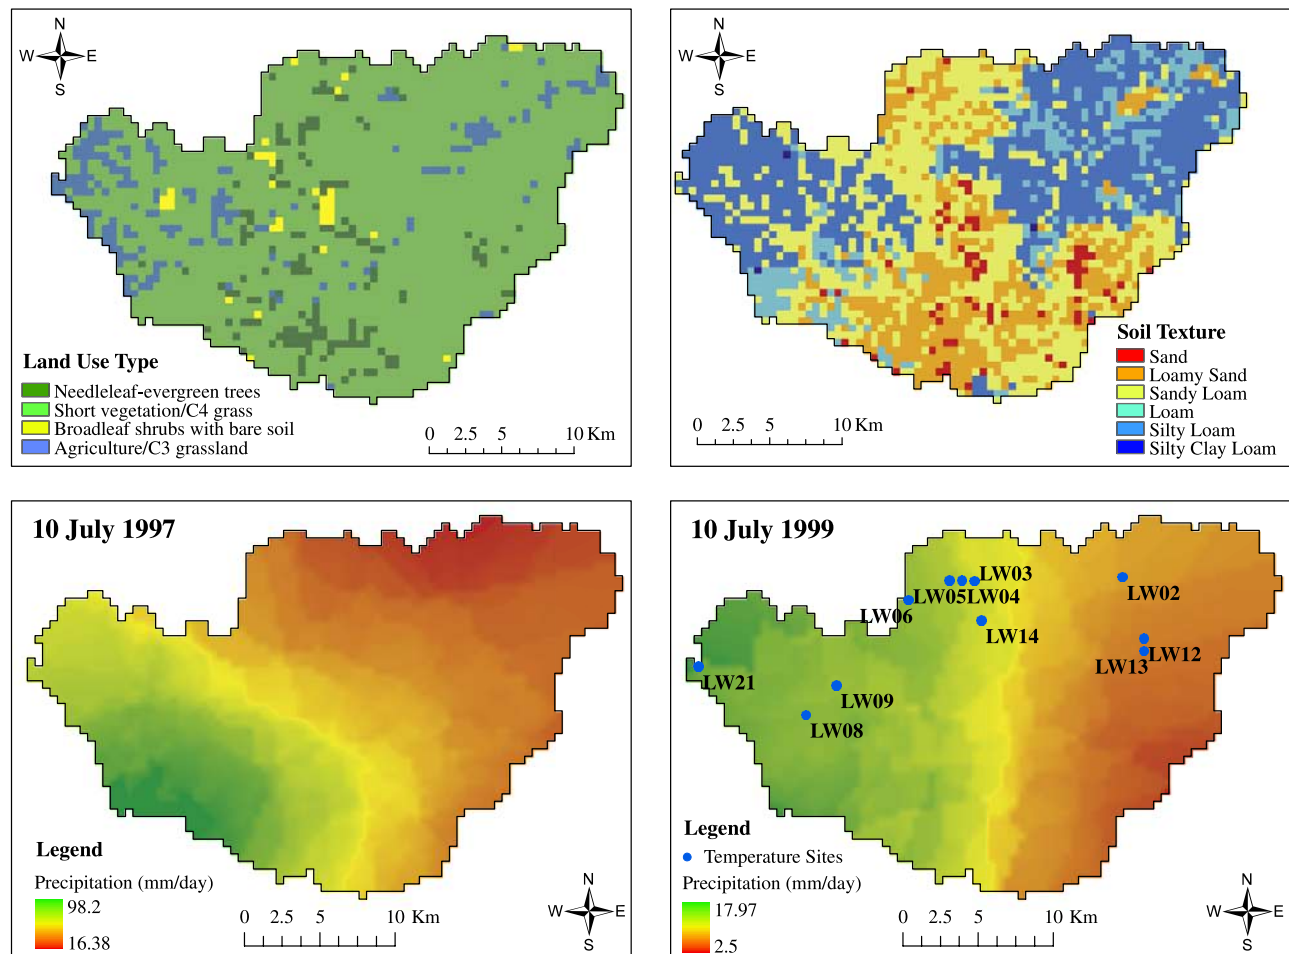 N
W E
S
Land Use Type
Needleleaf-evergreen trees
Short vegetation/C4 grass
Broadleaf shrubs with bare soil
Agriculture/C3 grassland
0 2.5 5 10 Km
N
W E
S
Soil Texture
Sand
Loamy Sand
Sandy Loam
Loam
Silty Loam
Silty Clay Loam
0 2.5 5 10 Km
10 July 1997
Legend
Precipitation (mm/day)
98.2
16.38
0 2.5 5 10 Km
N
W E
S
10 July 1999
LW03
LW05 LW04
LW06
LW02
LW14
LW12
LW13
LW21
LW09
LW08
Legend
Temperature Sites
Precipitation (mm/day)
17.97
2.5
0 2.5 5 10 Km
N
W E
S